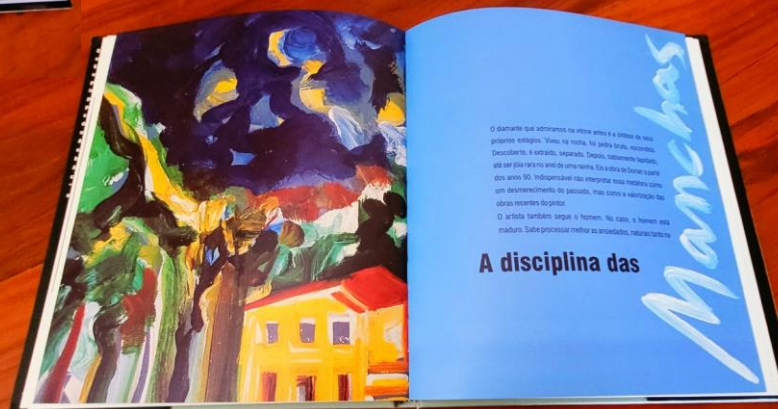 O diamante que admiramos na vitrine antes é a síntese de seus
próprios estágios. Viveu na rocha, foi pedra bruta, escondida.
Descoberto, é extraído, separado. Depois, sabiamente lapidado,
até ser jóia rara no anel de uma rainha. Eis a obra de Dorian a partir
dos anos 90. Indispensável não interpretar essa metáfora como
um desmerecimento do passado, mas como a valorização das
obras recentes do pintor.
O artista também segue o homem. No caso, o homem está
maduro. Sabe processar melhor as ansiedades, naturais tanto na
A disciplina das
Manchas